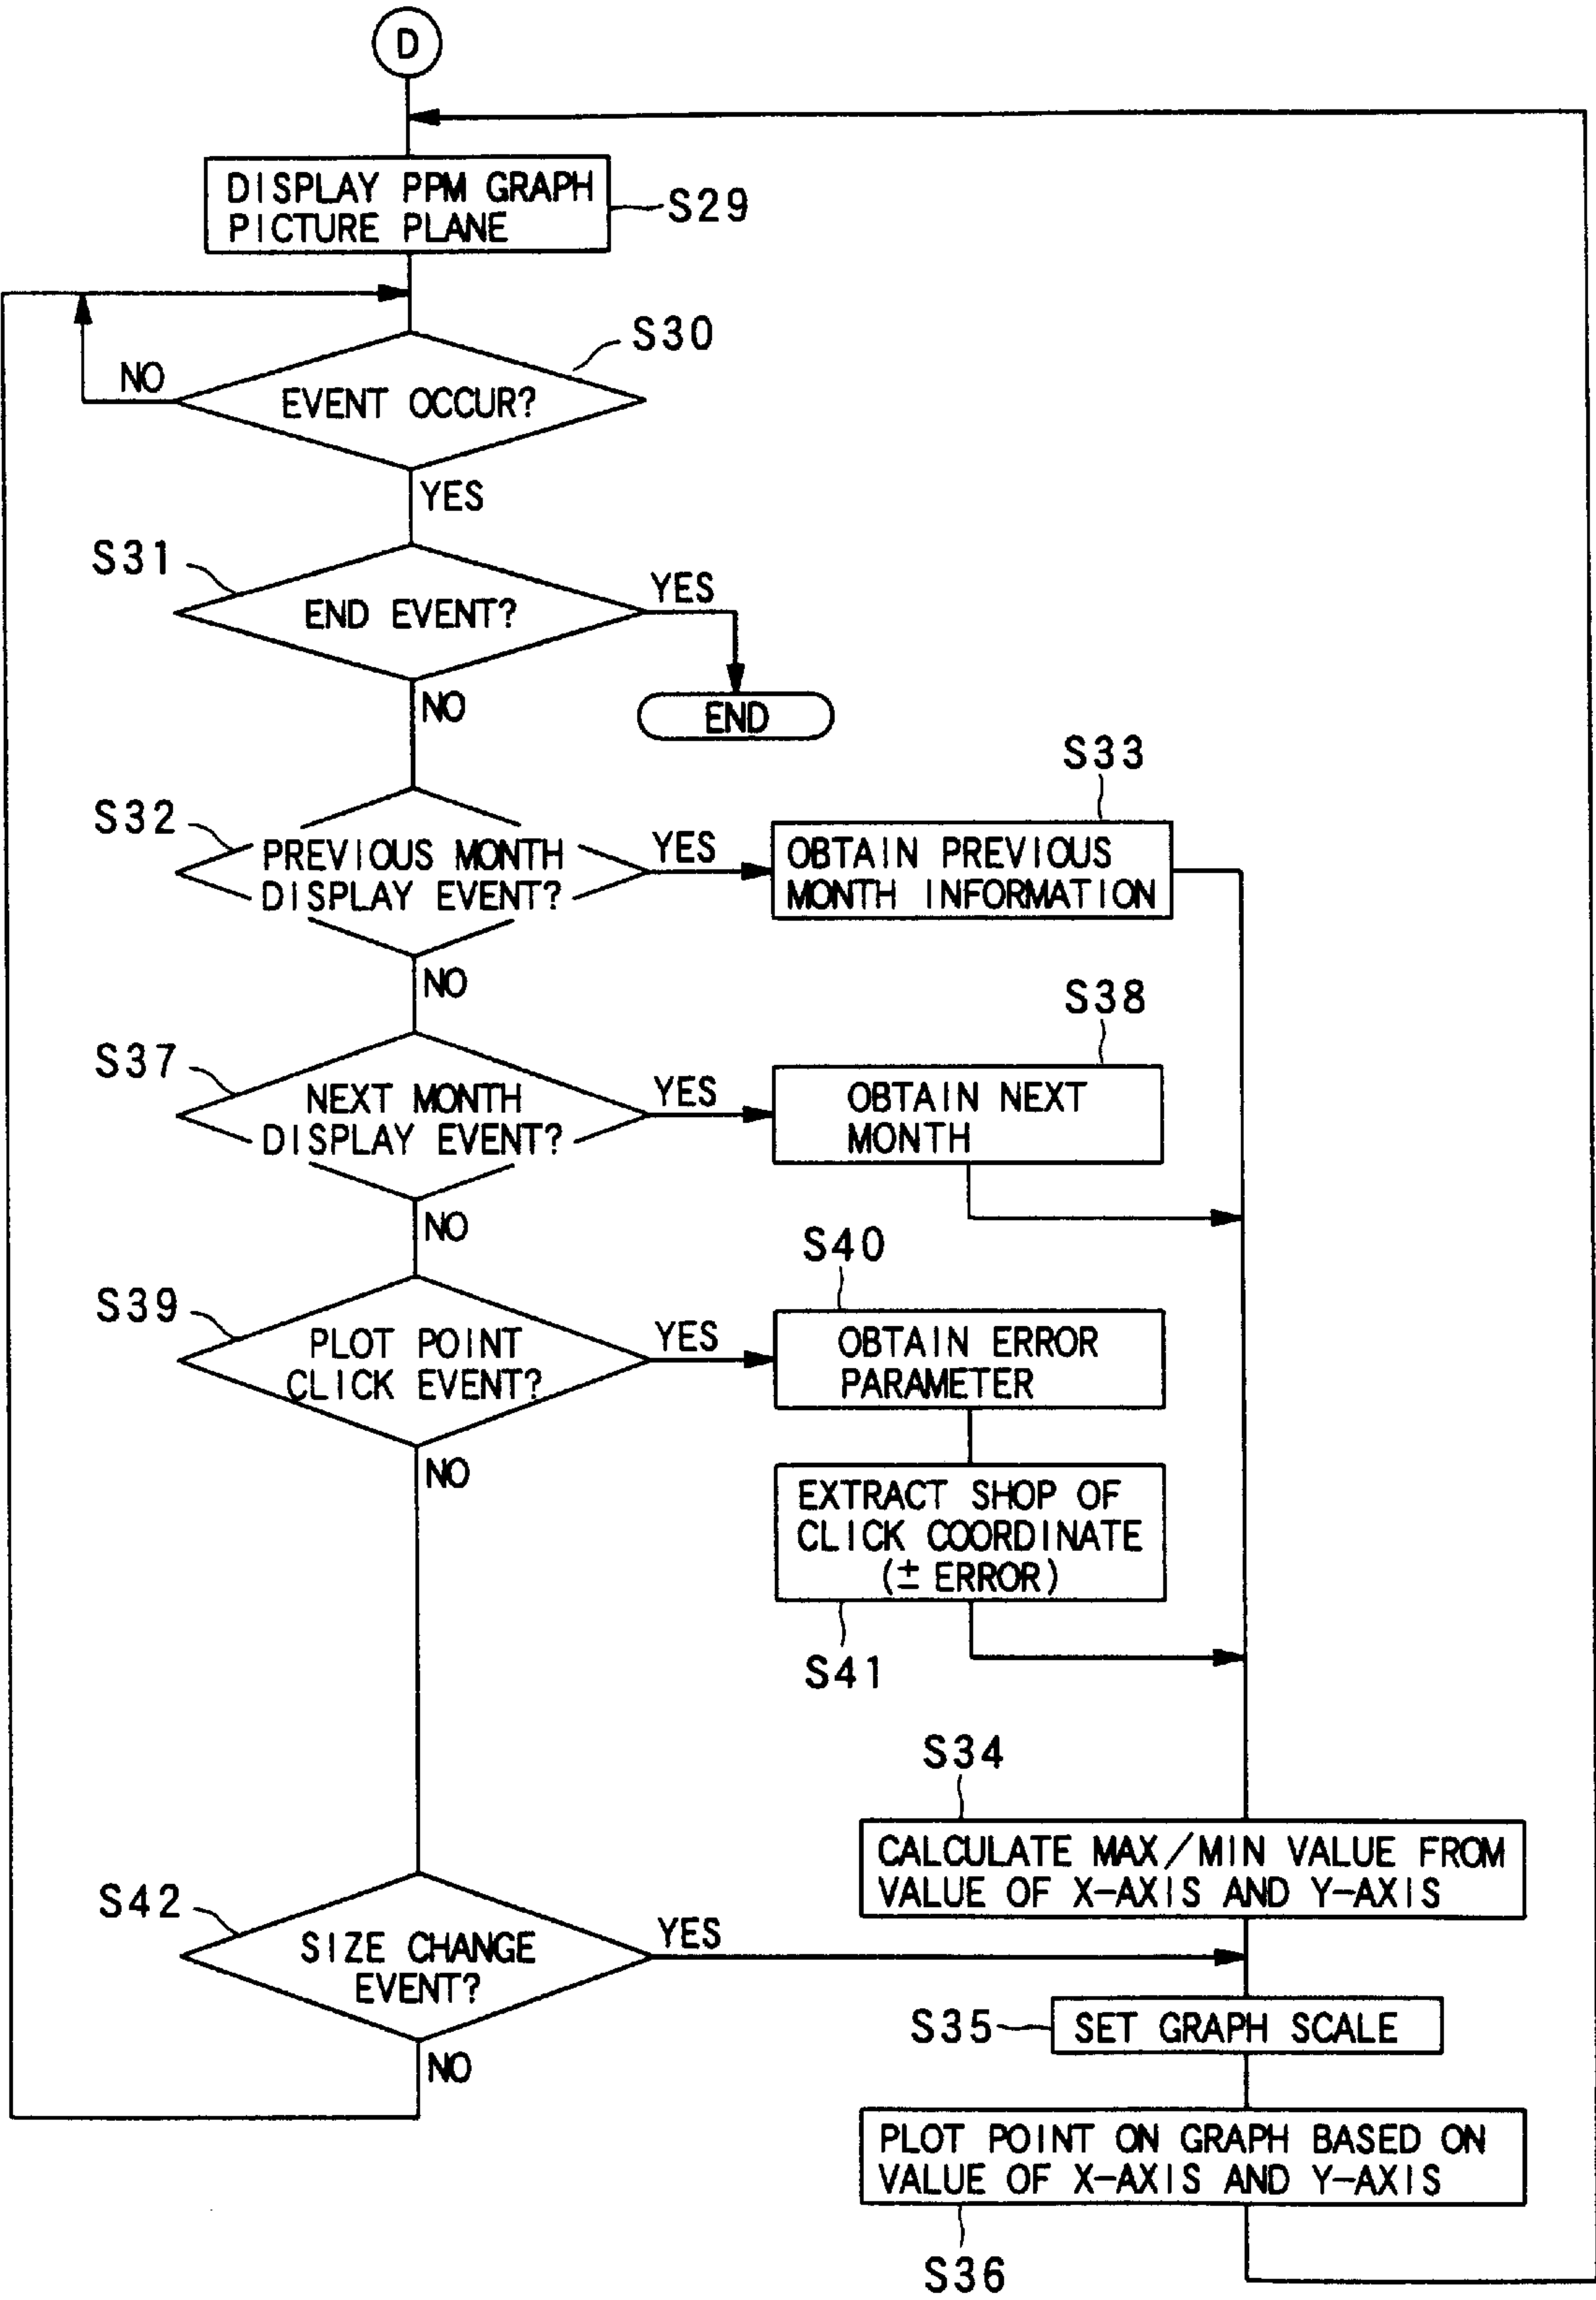 D
DISPLAY PPM GRAPH
PICTURE PLANE
S29
S30
NO
EVENT OCCUR?
YES
S31
END EVENT?
YES
NO
END
S32
PREVIOUS MONTH
DISPLAY EVENT?
YES
S33
OBTAIN PREVIOUS
MONTH INFORMATION
NO
S37
NEXT MONTH
DISPLAY EVENT?
YES
S38
OBTAIN NEXT
MONTH
NO
S39
PLOT POINT
CLICK EVENT?
YES
S40
OBTAIN ERROR
PARAMETER
NO
EXTRACT SHOP OF
CLICK COORDINATE
(± ERROR)
S41
S34
CALCULATE MAX/MIN VALUE FROM
VALUE OF X-AXIS AND Y-AXIS
S42
SIZE CHANGE
EVENT?
YES
NO
S35
SET GRAPH SCALE
PLOT POINT ON GRAPH BASED ON
VALUE OF X-AXIS AND Y-AXIS
S36